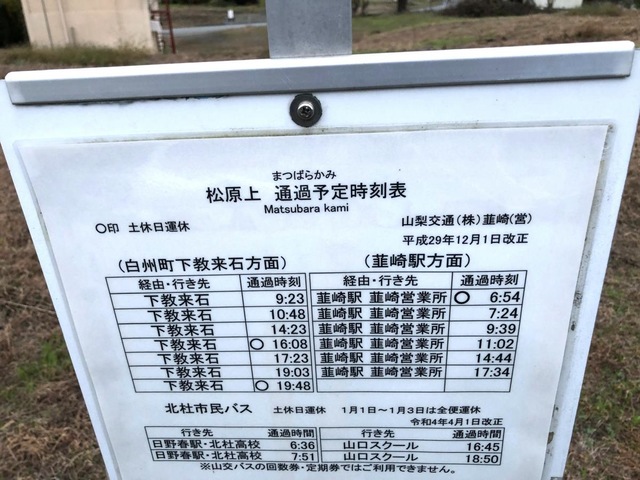 まつばらかみ
松原上 通過予定時刻表
Matsubara kami
〇印 土休日運休
山梨交通(株)韮崎(営)
平成29年12月1日改正
(白州町下教来石方面)
経由・行き先 通過時刻
下教来石 9:23
下教来石 10:48
下教来石 14:23
下教来石 〇 16:08
下教来石 17:23
下教来石 19:03
下教来石 〇 19:48
(韮崎駅方面)
経由・行き先 通過時刻
韮崎駅 韮崎営業所 〇 6:54
韮崎駅 韮崎営業所 7:24
韮崎駅 韮崎営業所 9:39
韮崎駅 韮崎営業所 11:02
韮崎駅 韮崎営業所 14:44
韮崎駅 韮崎営業所 17:34
北杜市民バス 土休日運休 1月1日～1月3日は全便運休
令和4年4月1日改正
行き先 通過時間
日野春駅・北杜高校 6:36
日野春駅・北杜高校 7:51
行き先 通過時間
山口スクール 16:45
山口スクール 18:50
※山交バスの回数券・定期券ではご利用できません。